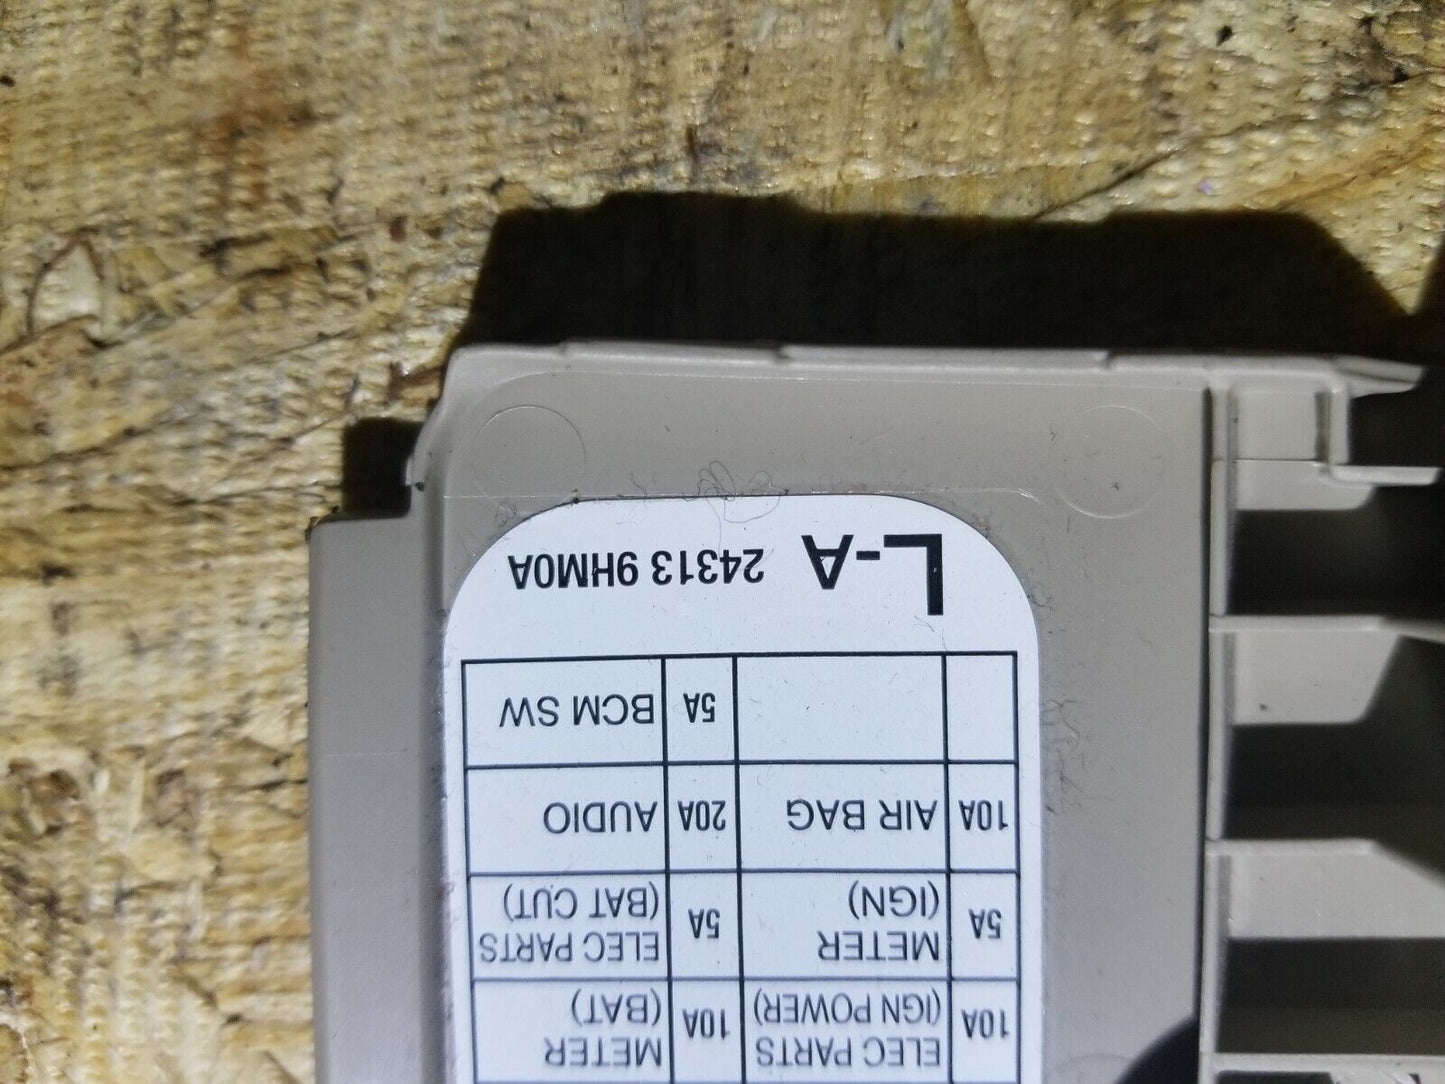 10A ELEC PARTS 10A METER
(IGN POWER) (BAT)
5A METER 5A ELEC PARTS
(IGN) (BAT CUT)
10A AIR BAG 20A AUDIO
5A BCM SW
L-A 24313 9HM0A